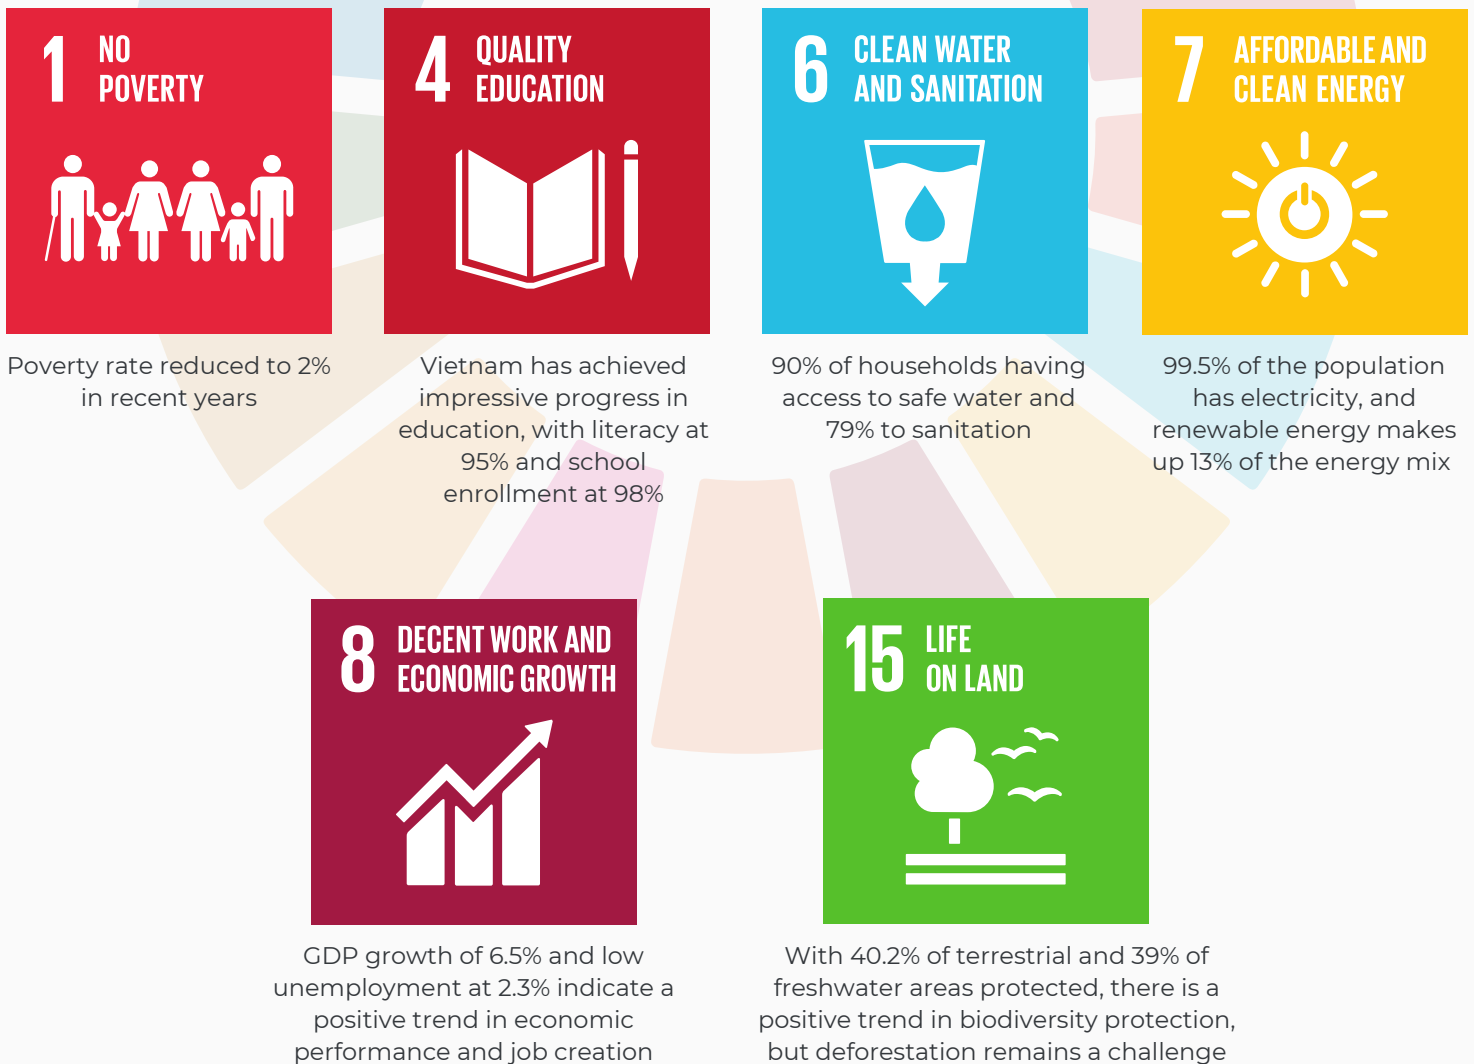 1 NO
POVERTY
Poverty rate reduced to 2%
in recent years
4 QUALITY
EDUCATION
Vietnam has achieved
impressive progress in
education, with literacy at
95% and school
enrollment at 98%
6 CLEAN WATER
AND SANITATION
90% of households having
access to safe water and
79% to sanitation
7 AFFORDABLE AND
CLEAN ENERGY
99.5% of the population
has electricity, and
renewable energy makes
up 13% of the energy mix
8 DECENT WORK AND
ECONOMIC GROWTH
GDP growth of 6.5% and low
unemployment at 2.3% indicate a
positive trend in economic
performance and job creation
15 LIFE
ON LAND
With 40.2% of terrestrial and 39% of
freshwater areas protected, there is a
positive trend in biodiversity protection,
but deforestation remains a challenge